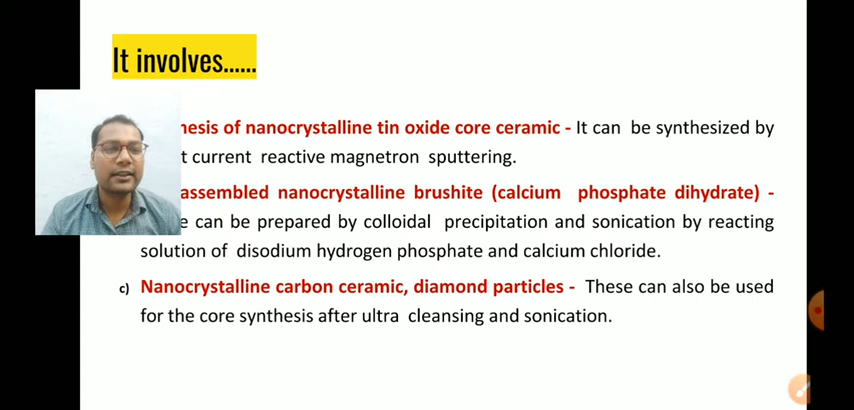 It involves......
nesis of nanocrystalline tin oxide core ceramic - It can be synthesized by
t current reactive magnetron sputtering.
assembled nanocrystalline brushite (calcium phosphate dihydrate) -
e can be prepared by colloidal precipitation and sonication by reacting
solution of disodium hydrogen phosphate and calcium chloride.
c) Nanocrystalline carbon ceramic, diamond particles - These can also be used
for the core synthesis after ultra cleansing and sonication.